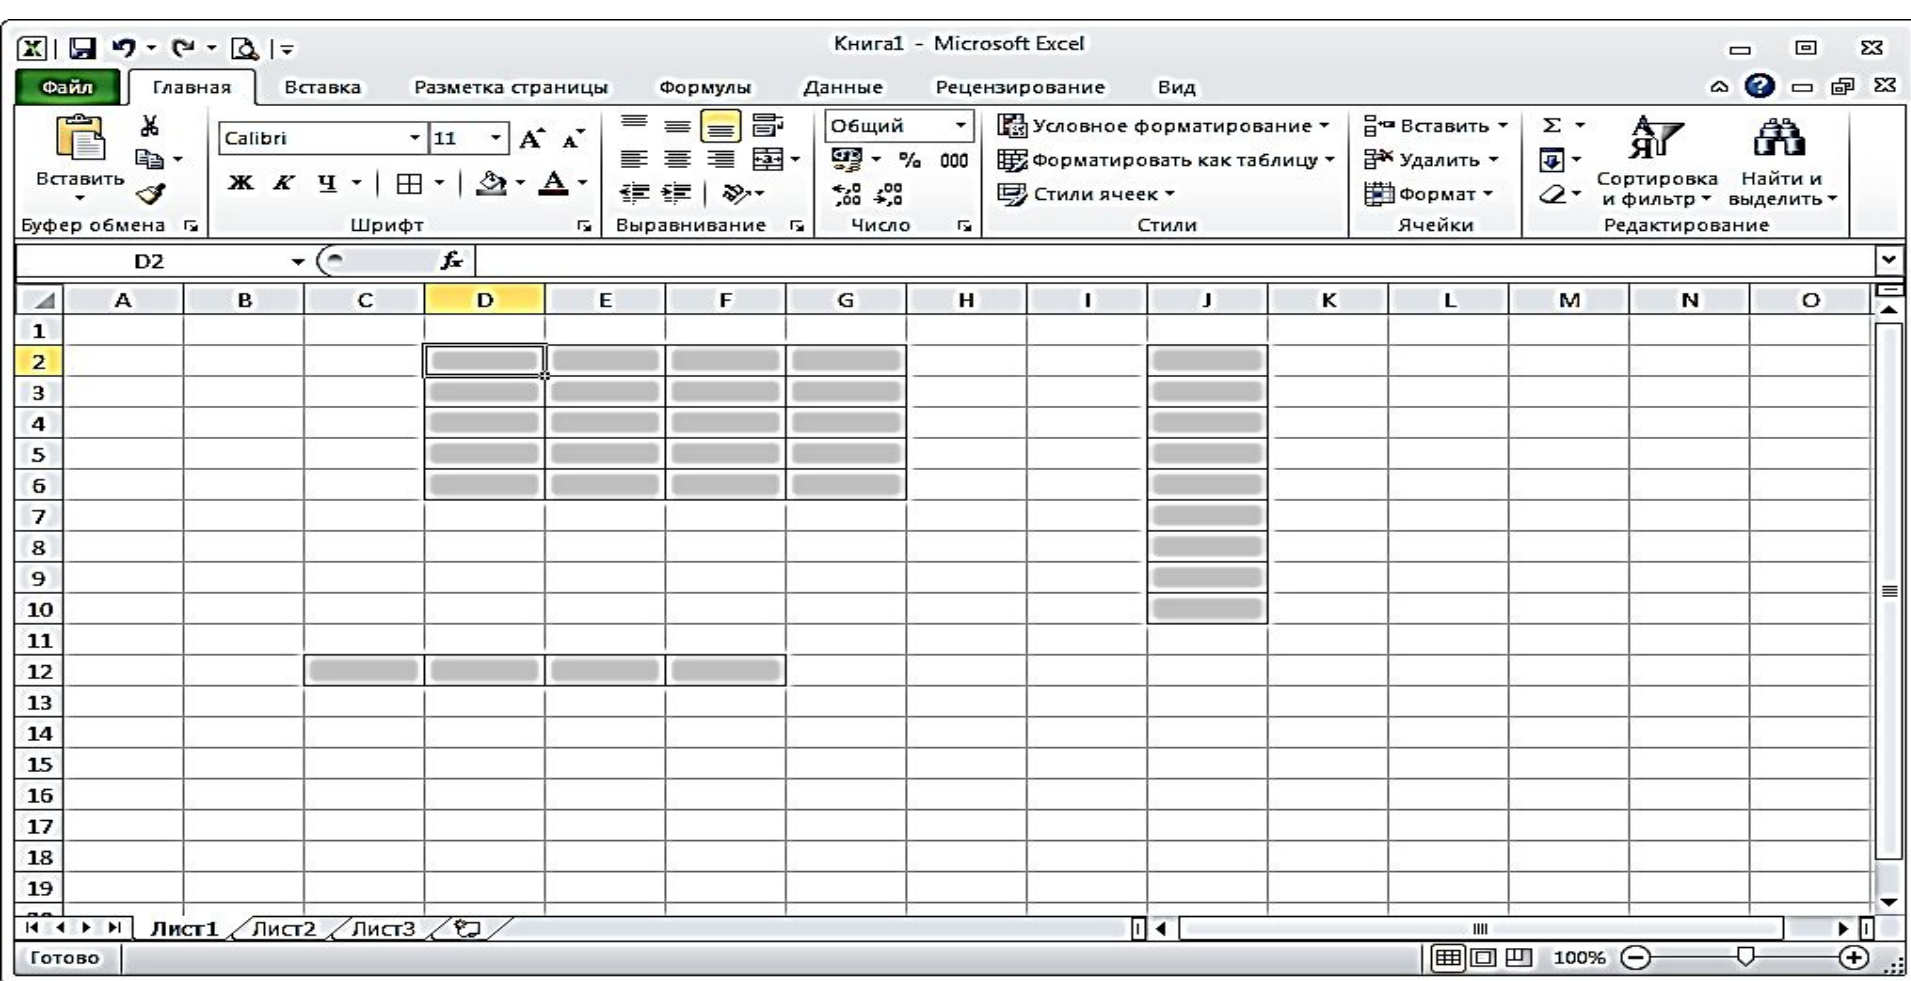 Книга1 - Microsoft Excel
Файл Главная Вставка Разметка страницы Формулы Данные Рецензирование Вид
Вставить
Буфер обмена
Calibri 11
Ж К Ч
Шрифт
Выравнивание
Общий
% 000
Число
Условное форматирование
Форматировать как таблицу
Стили ячеек
Стили
Вставить
Удалить
Формат
Ячейки
Σ
Сортировка и фильтр
Найти и выделить
Редактирование
D2 fx
A B C D E F G H I J K L M N O
1
2
3
4
5
6
7
8
9
10
11
12
13
14
15
16
17
18
19
Лист1 Лист2 Лист3
Готово 100%